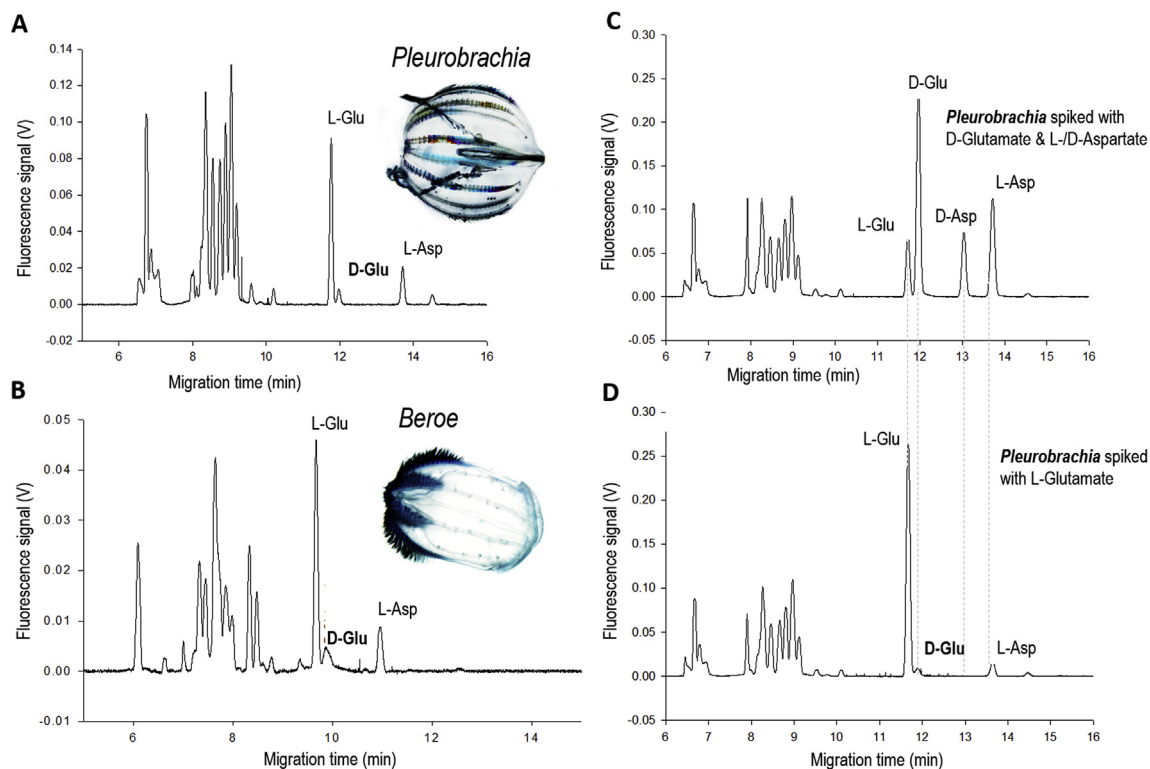 A
Pleurobrachia
0.14
0.12
0.10
0.08
0.06
0.04
0.02
0.00
-0.02
Fluorescence signal (V)
L-Glu
D-Glu
L-Asp
6 8 10 12 14 16
Migration time (min)
B
Beroe
0.05
0.04
0.03
0.02
0.01
0.00
-0.01
Fluorescence signal (V)
L-Glu
D-Glu
L-Asp
6 8 10 12 14
Migration time (min)
C
0.30
0.25
0.20
0.15
0.10
0.05
0.00
-0.05
Fluorescence signal (V)
D-Glu
Pleurobrachia spiked with
D-Glutamate & L-/D-Aspartate
L-Glu
D-Asp
L-Asp
6 7 8 9 10 11 12 13 14 15 16
Migration time (min)
D
0.30
0.25
0.20
0.15
0.10
0.05
0.00
-0.05
Fluorescence signal (V)
L-Glu
Pleurobrachia spiked
with L-Glutamate
D-Glu
L-Asp
6 7 8 9 10 11 12 13 14 15 16
Migration time (min)